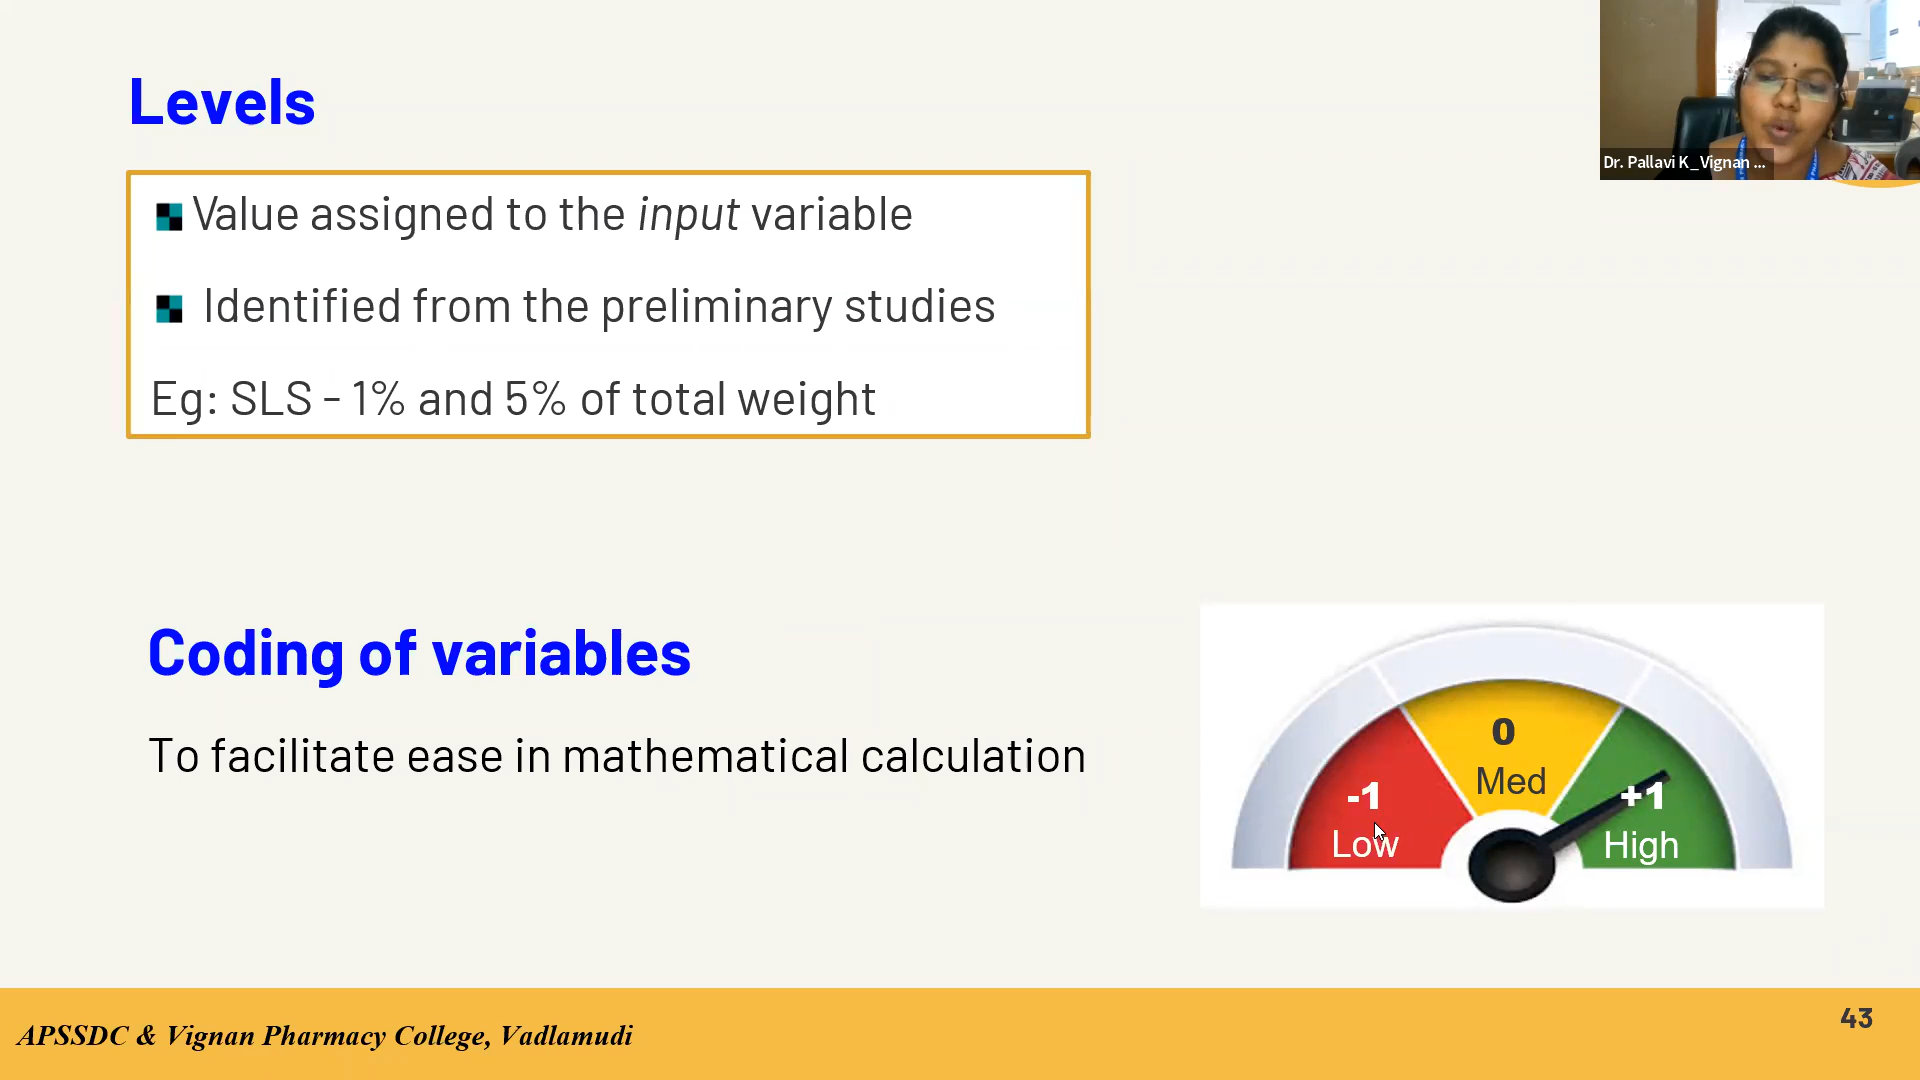 Levels
Dr. Pallavi K_Vignan ...
Value assigned to the input variable
Identified from the preliminary studies
Eg: SLS - 1% and 5% of total weight
Coding of variables
To facilitate ease in mathematical calculation
0
Med
-1
Low
+1
High
APSSDC & Vignan Pharmacy College, Vadlamudi
43